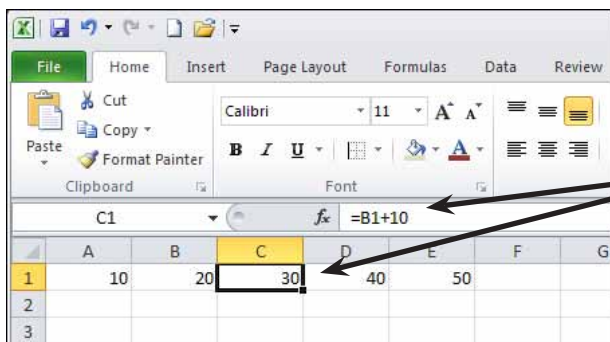 File Home Insert Page Layout Formulas Data Review
Cut
Calibri 11 A A
Copy
Paste
Format Painter
B I U A
Clipboard Font
C1 fx =B1+10
A B C D E F G
1 10 20 30 40 50
2
3